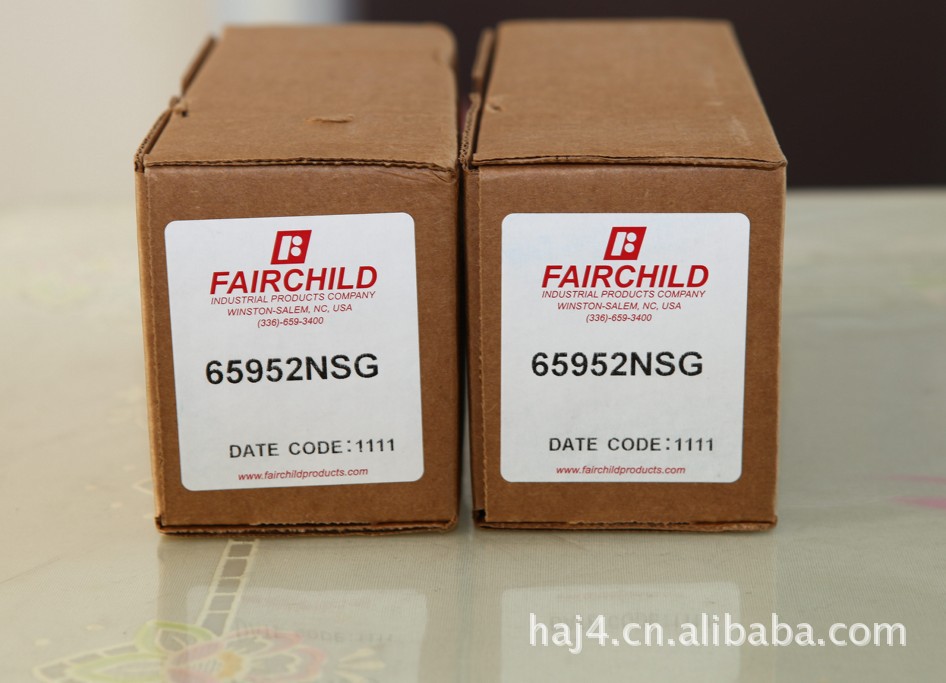 FAIRCHILD
INDUSTRIAL PRODUCTS COMPANY
WINSTON-SALEM, NC, USA
(336)-659-3400
65952NSG
DATE CODE:1111
www.fairchildproducts.com
FAIRCHILD
INDUSTRIAL PRODUCTS COMPANY
WINSTON-SALEM, NC, USA
(336)-659-3400
65952NSG
DATE CODE:1111
www.fairchildproducts.com
haj4.cn.alibaba.com